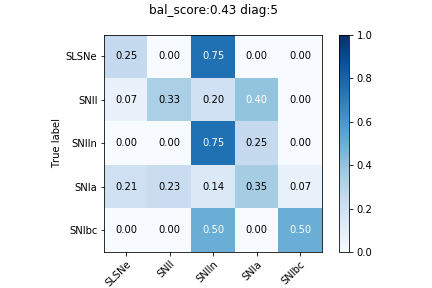 bal_score:0.43 diag:5
SLSNe 0.25 0.00 0.75 0.00 0.00
SNII 0.07 0.33 0.20 0.40 0.00
SNIIn 0.00 0.00 0.75 0.25 0.00
SNIa 0.21 0.23 0.14 0.35 0.07
SNIbc 0.00 0.00 0.50 0.00 0.50
True label
SLSNe SNII SNIIn SNIa SNIbc
1.0
0.8
0.6
0.4
0.2
0.0